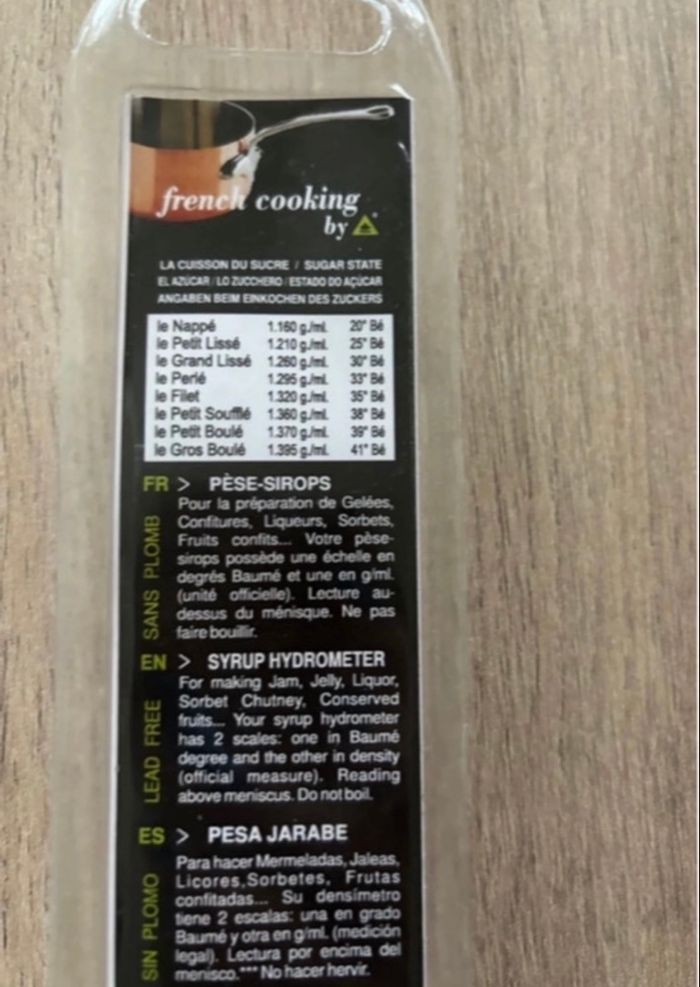 french cooking
by
LA CUISSON DU SUCRE / SUGAR STATE
EL AZÚCAR / LO ZUCCHERO / ESTADO DO AÇÚCAR
ANGABEN BEIM EINKOCHEN DES ZUCKERS
le Nappé 1.160 g./ml. 20° Bé
le Petit Lissé 1.210 g./ml. 25° Bé
le Grand Lissé 1.260 g./ml. 30° Bé
le Perlé 1.295 g./ml. 33° Bé
le Filet 1.320 g./ml. 35° Bé
le Petit Soufflé 1.360 g./ml. 38° Bé
le Petit Boulé 1.370 g./ml. 39° Bé
le Gros Boulé 1.395 g./ml. 41° Bé
FR > PÈSE-SIROPS
SANS PLOMB
Pour la préparation de Gelées,
Confitures, Liqueurs, Sorbets,
Fruits confits... Votre pèse-
sirops possède une échelle en
degrés Baumé et une en g/ml.
(unité officielle). Lecture au-
dessus du ménisque. Ne pas
faire bouillir.
EN > SYRUP HYDROMETER
LEAD FREE
For making Jam, Jelly, Liquor,
Sorbet Chutney, Conserved
fruits... Your syrup hydrometer
has 2 scales: one in Baumé
degree and the other in density
(official measure). Reading
above meniscus. Do not boil.
ES > PESA JARABE
SIN PLOMO
Para hacer Mermeladas, Jaleas,
Licores,Sorbetes, Frutas
confitadas... Su densímetro
tiene 2 escalas: una en grado
Baumé y otra en g/ml. (medición
legal). Lectura por encima del
menisco.*** No hacer hervir.